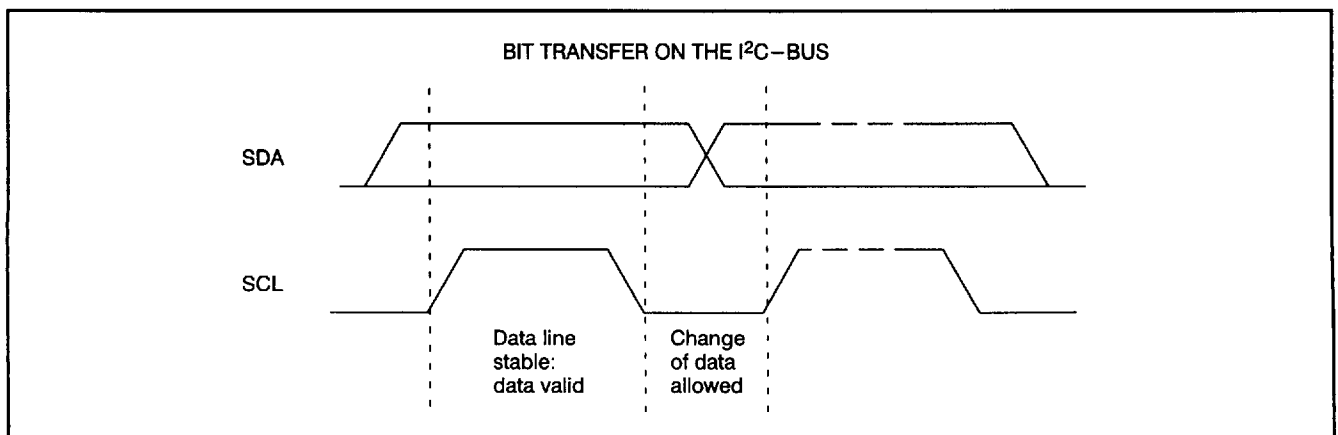 BIT TRANSFER ON THE I²C–BUS
SDA
SCL
Data line
stable:
data valid
Change
of data
allowed